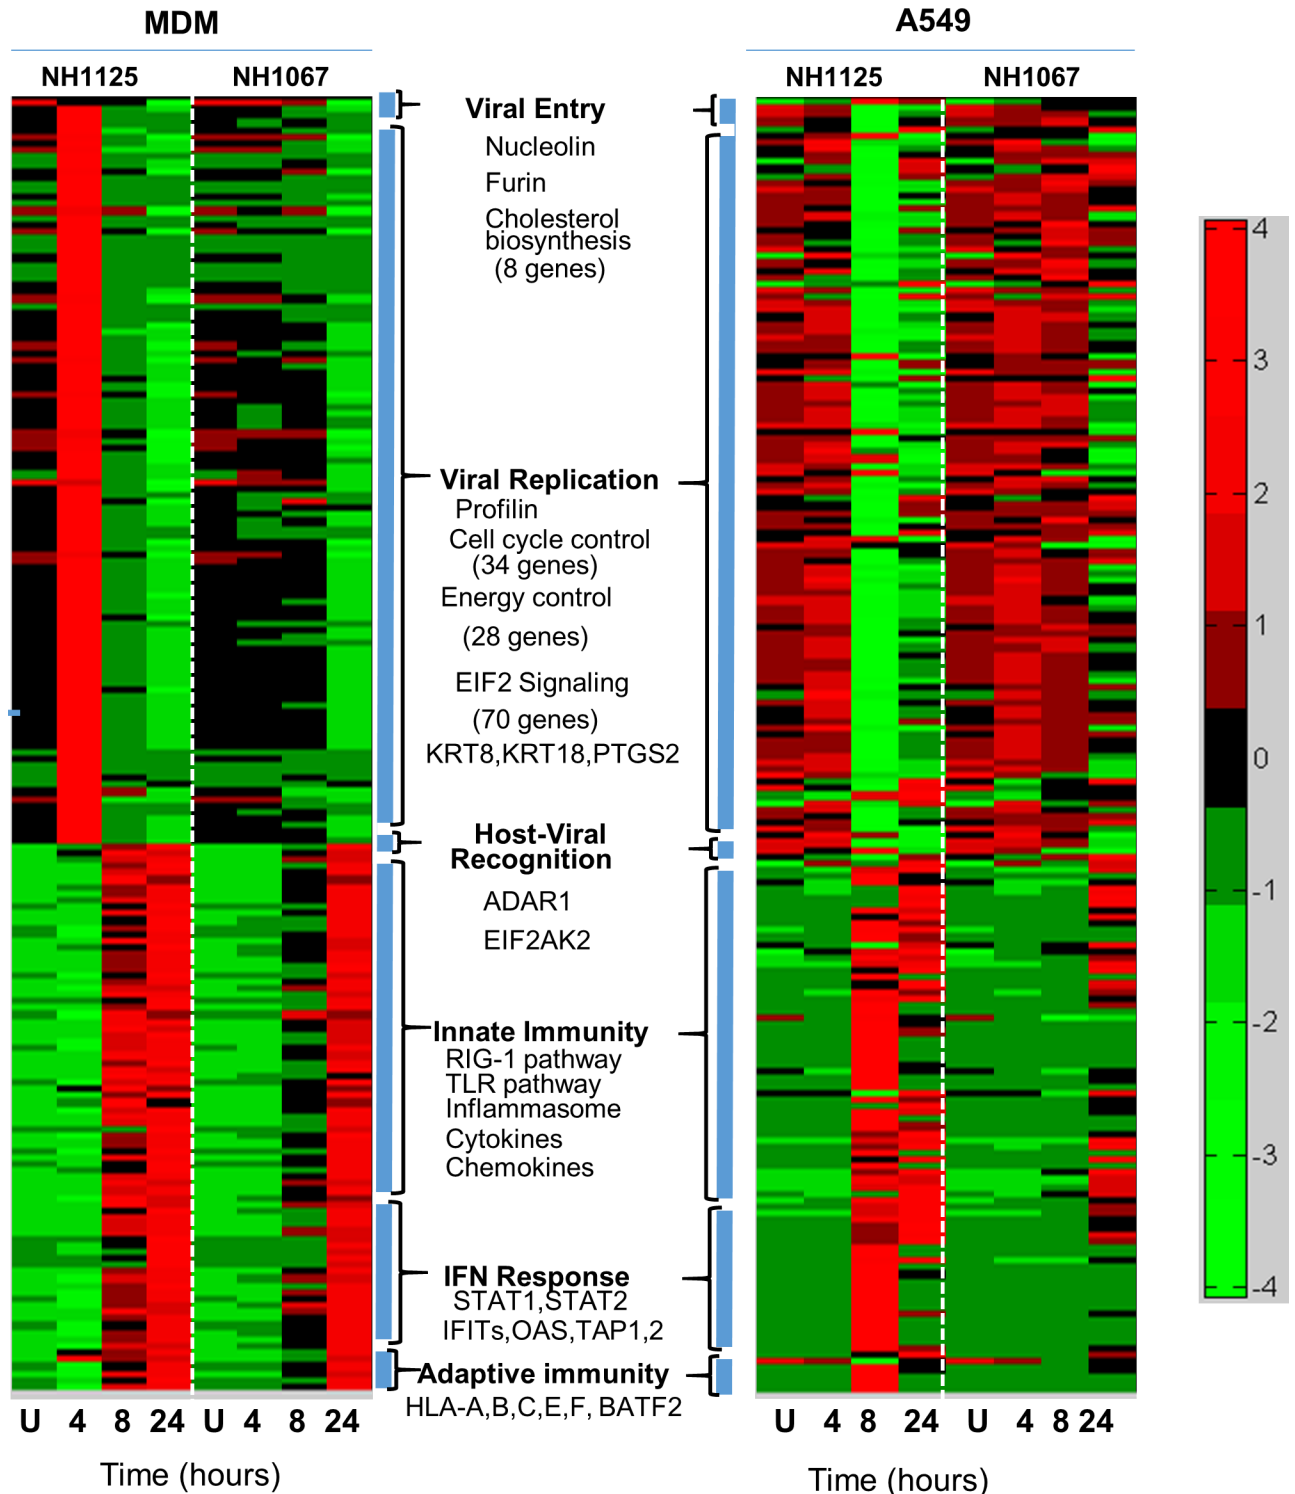 MDM
A549
NH1125 NH1067
NH1125 NH1067
Viral Entry
Nucleolin
Furin
Cholesterol
biosynthesis
(8 genes)
Viral Replication
Profilin
Cell cycle control
(34 genes)
Energy control
(28 genes)
EIF2 Signaling
(70 genes)
KRT8,KRT18,PTGS2
Host-Viral
Recognition
ADAR1
EIF2AK2
Innate Immunity
RIG-1 pathway
TLR pathway
Inflammasome
Cytokines
Chemokines
IFN Response
STAT1,STAT2
IFITs,OAS,TAP1,2
Adaptive immunity
HLA-A,B,C,E,F, BATF2
4
3
2
1
0
-1
-2
-3
-4
U 4 8 24 U 4 8 24
U 4 8 24 U 4 8 24
Time (hours)
Time (hours)